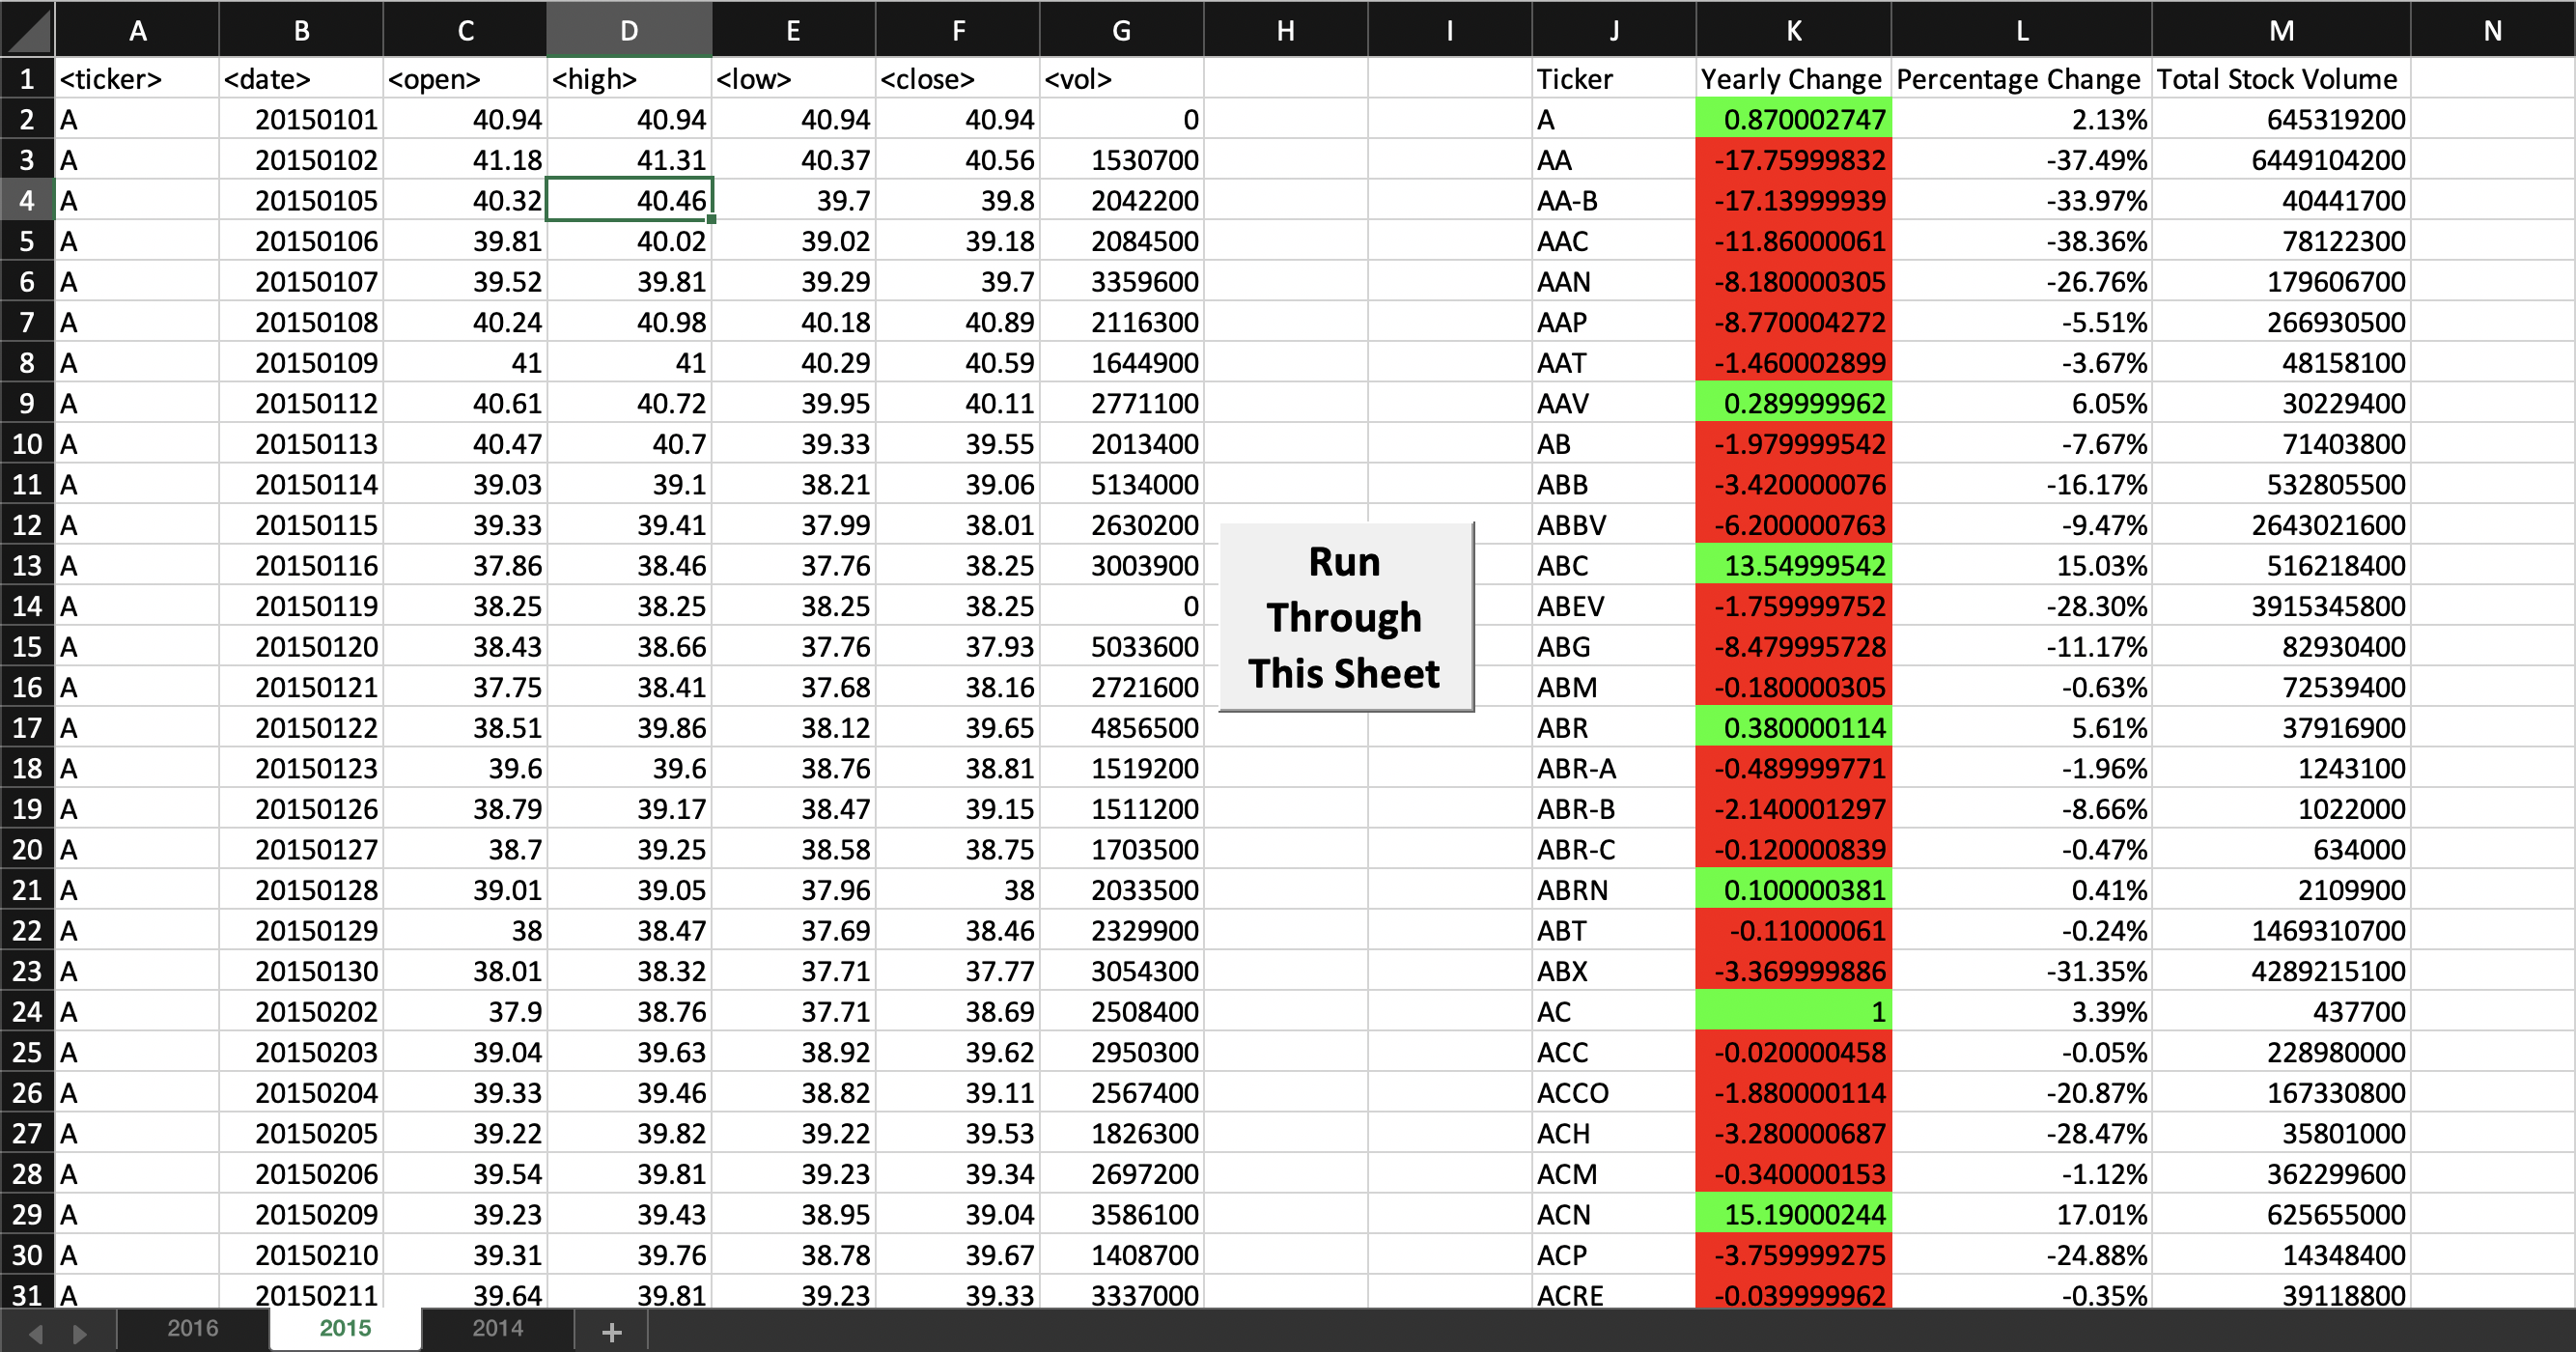 A B C D E F G H I J K L M N
1 <ticker> <date> <open> <high> <low> <close> <vol> Ticker Yearly Change Percentage Change Total Stock Volume
2 A 20150101 40.94 40.94 40.94 40.94 0 A 0.870002747 2.13% 645319200
3 A 20150102 41.18 41.31 40.37 40.56 1530700 AA -17.75999832 -37.49% 6449104200
4 A 20150105 40.32 40.46 39.7 39.8 2042200 AA-B -17.13999939 -33.97% 40441700
5 A 20150106 39.81 40.02 39.02 39.18 2084500 AAC -11.86000061 -38.36% 78122300
6 A 20150107 39.52 39.81 39.29 39.7 3359600 AAN -8.180000305 -26.76% 179606700
7 A 20150108 40.24 40.98 40.18 40.89 2116300 AAP -8.770004272 -5.51% 266930500
8 A 20150109 41 41 40.29 40.59 1644900 AAT -1.460002899 -3.67% 48158100
9 A 20150112 40.61 40.72 39.95 40.11 2771100 AAV 0.289999962 6.05% 30229400
10 A 20150113 40.47 40.7 39.33 39.55 2013400 AB -1.979999542 -7.67% 71403800
11 A 20150114 39.03 39.1 38.21 39.06 5134000 ABB -3.420000076 -16.17% 532805500
12 A 20150115 39.33 39.41 37.99 38.01 2630200 ABBV -6.200000763 -9.47% 2643021600
13 A 20150116 37.86 38.46 37.76 38.25 3003900 ABC 13.54999542 15.03% 516218400
14 A 20150119 38.25 38.25 38.25 38.25 0 ABEV -1.759999752 -28.30% 3915345800
15 A 20150120 38.43 38.66 37.76 37.93 5033600 ABG -8.479995728 -11.17% 82930400
16 A 20150121 37.75 38.41 37.68 38.16 2721600 ABM -0.180000305 -0.63% 72539400
17 A 20150122 38.51 39.86 38.12 39.65 4856500 ABR 0.380000114 5.61% 37916900
18 A 20150123 39.6 39.6 38.76 38.81 1519200 ABR-A -0.489999771 -1.96% 1243100
19 A 20150126 38.79 39.17 38.47 39.15 1511200 ABR-B -2.140001297 -8.66% 1022000
20 A 20150127 38.7 39.25 38.58 38.75 1703500 ABR-C -0.120000839 -0.47% 634000
21 A 20150128 39.01 39.05 37.96 38 2033500 ABRN 0.100000381 0.41% 2109900
22 A 20150129 38 38.47 37.69 38.46 2329900 ABT -0.11000061 -0.24% 1469310700
23 A 20150130 38.01 38.32 37.71 37.77 3054300 ABX -3.369999886 -31.35% 4289215100
24 A 20150202 37.9 38.76 37.71 38.69 2508400 AC 1 3.39% 437700
25 A 20150203 39.04 39.63 38.92 39.62 2950300 ACC -0.020000458 -0.05% 228980000
26 A 20150204 39.33 39.46 38.82 39.11 2567400 ACCO -1.880000114 -20.87% 167330800
27 A 20150205 39.22 39.82 39.22 39.53 1826300 ACH -3.280000687 -28.47% 35801000
28 A 20150206 39.54 39.81 39.23 39.34 2697200 ACM -0.340000153 -1.12% 362299600
29 A 20150209 39.23 39.43 38.95 39.04 3586100 ACN 15.19000244 17.01% 625655000
30 A 20150210 39.31 39.76 38.78 39.67 1408700 ACP -3.759999275 -24.88% 14348400
31 A 20150211 39.64 39.81 39.23 39.33 3337000 ACRE -0.039999962 -0.35% 39118800
Run
Through
This Sheet
2016 2015 2014 +